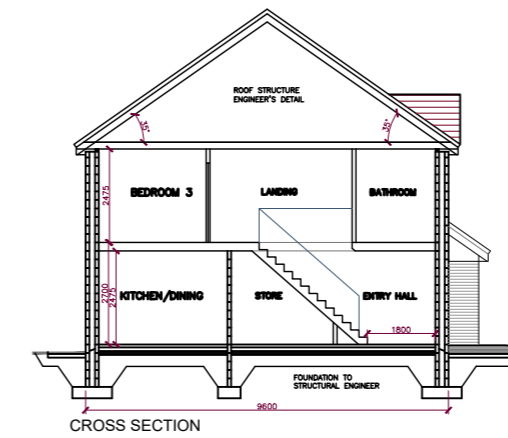 ROOF STRUCTURE
ENGINEER'S DETAIL
35°
35°
2475
BEDROOM 3
LANDING
BATHROOM
2700
2475
KITCHEN/DINING
STORE
ENTRY HALL
1800
FOUNDATION TO
STRUCTURAL ENGINEER
9600
CROSS SECTION